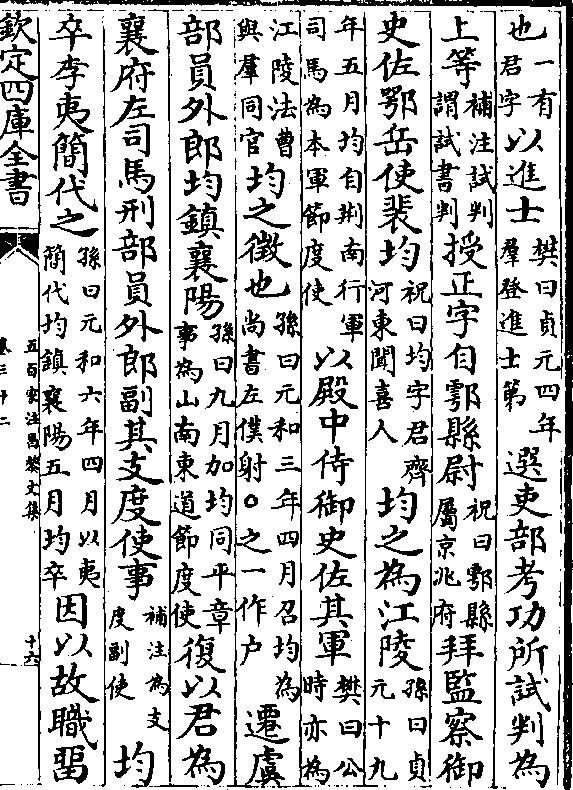 也一有君字以進士樊曰貞元四年羣登進士第選吏部考功所試判為
上等補注試判謂試書判授正字自鄠縣尉祝曰鄠縣屬京兆府拜監察御
史佐鄂岳使裴均祝曰均字君齊河東聞喜人均之為江陵孫曰貞元十九
年五月均自荆南行軍司馬為本軍節度使以殿中侍御史佐其軍樊曰公時亦為
江陵法曹與羣同官均之徵也孫曰元和三年四月召均為尚書左僕射○之一作户遷虞
部員外郎均鎮襄陽孫曰九月加均同平章事為山南東道節度使復以君為
襄府左司馬刑部員外郎副其支度使事補注為支度副使均
卒李夷簡代之孫曰元和六年四月以夷簡代均鎮襄陽五月均卒因以故職留
欽定四庫全書
五百家注昌黎文集
卷三十二
十六